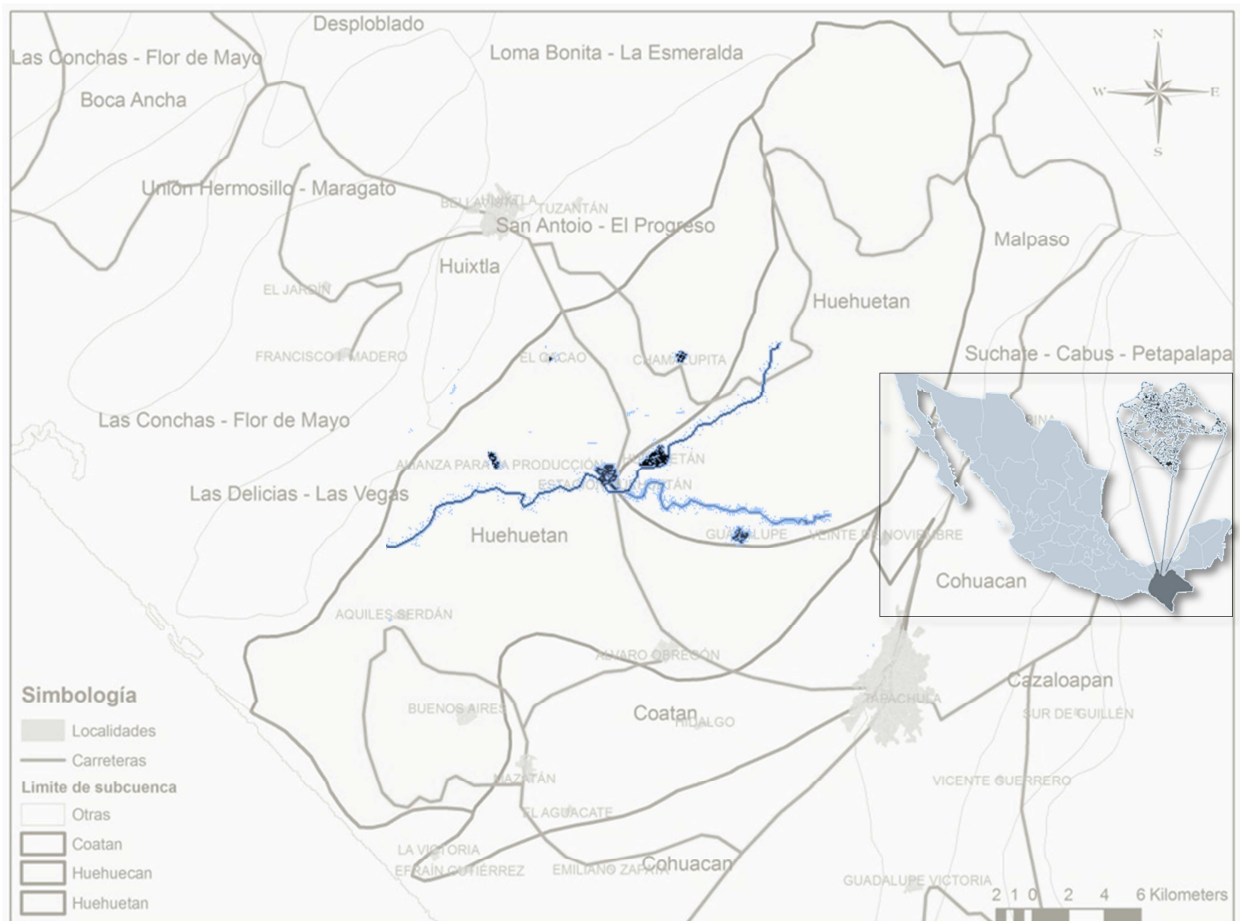 Desploblado
Las Conchas - Flor de Mayo
Loma Bonita - La Esmeralda
N
Boca Ancha
W E
S
Unión Hermosillo - Maragato
TUZANTÁN
San Antoio - El Progreso
Malpaso
Huixtla
EL JARDÍN
Huehuetan
FRANCISCO I. MADERO
EL CACAO
Suchate - Cabus - Petapalapa
Las Conchas - Flor de Mayo
PARA LA PRODUCCIÓN
Las Delicias - Las Vegas
Huehuetan
GUADALUPE
VEINTE DE NOVIEMBRE
Cohuacan
AQUILES SERDÁN
ALVARO OBREGÓN
Cazaloapan
Simbología
TAPACHULA
BUENOS AIRES
Coatan
HIDALGO
SUR DE GUILLÉN
Localidades
Carreteras
MAZATÁN
VICENTE GUERRERO
Limite de subcuenca
Otras
EL AGUACATE
Coatan
LA VICTORIA
Cohuacan
EFRAÍN GUTIÉRREZ
EMILIANO ZAPATA
Huehuecan
GUADALUPE VICTORIA
2 1 0 2 4 6 Kilometers
Huehuetan